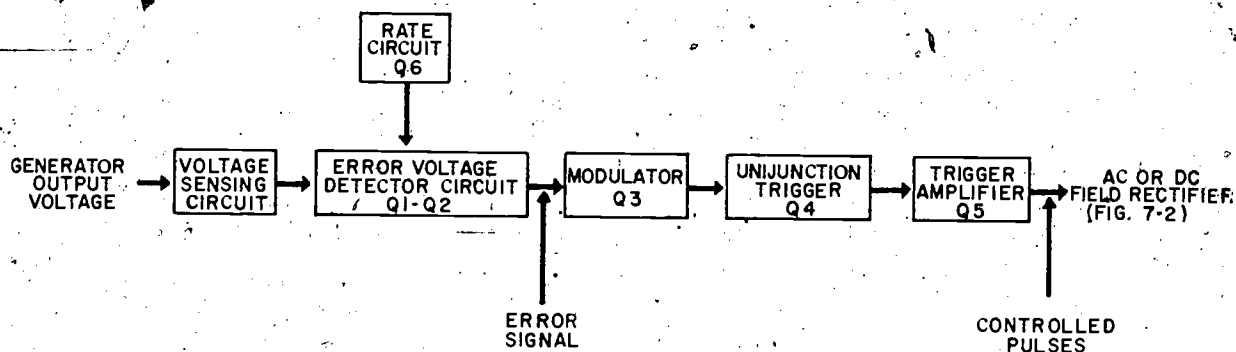 RATE
CIRCUIT
Q6
GENERATOR
OUTPUT
VOLTAGE
VOLTAGE
SENSING
CIRCUIT
ERROR VOLTAGE
DETECTOR CIRCUIT
Q1-Q2
MODULATOR
Q3
UNIJUNCTION
TRIGGER
Q4
TRIGGER
AMPLIFIER
Q5
AC OR DC
FIELD RECTIFIER
(FIG. 7-2)
ERROR
SIGNAL
CONTROLLED
PULSES